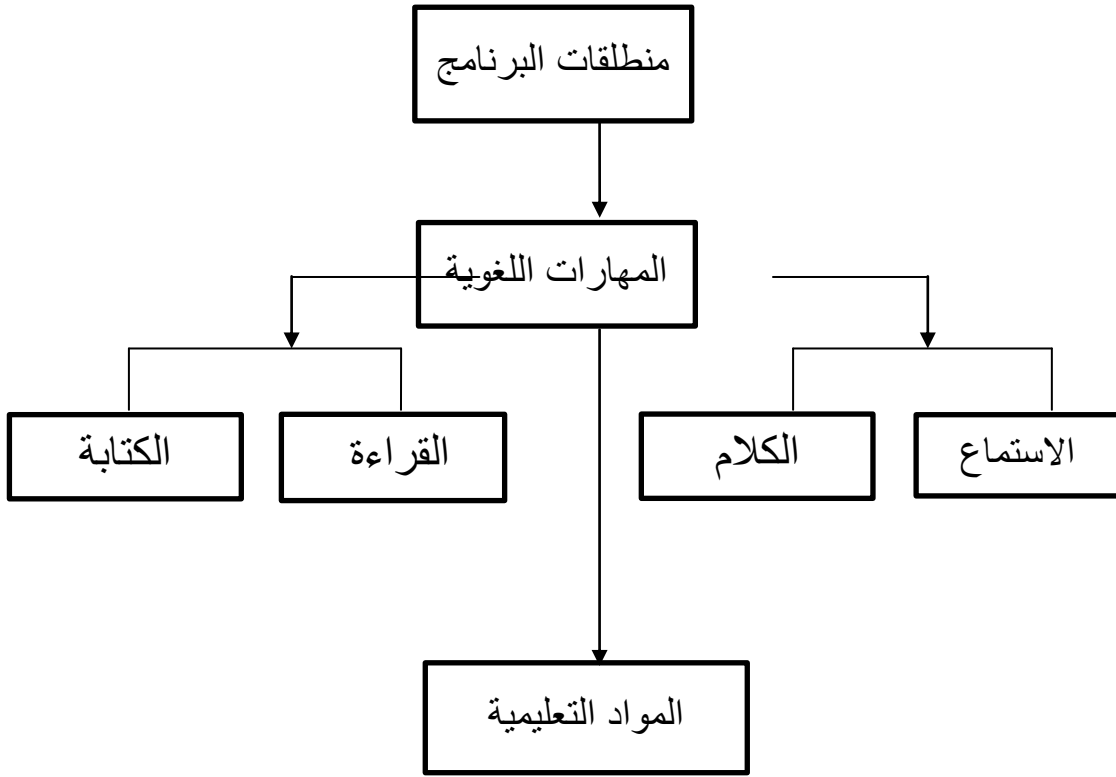 منطلقات البرنامج
المهارات اللغوية
الاستماع
الكلام
القراءة
الكتابة
المواد التعليمية